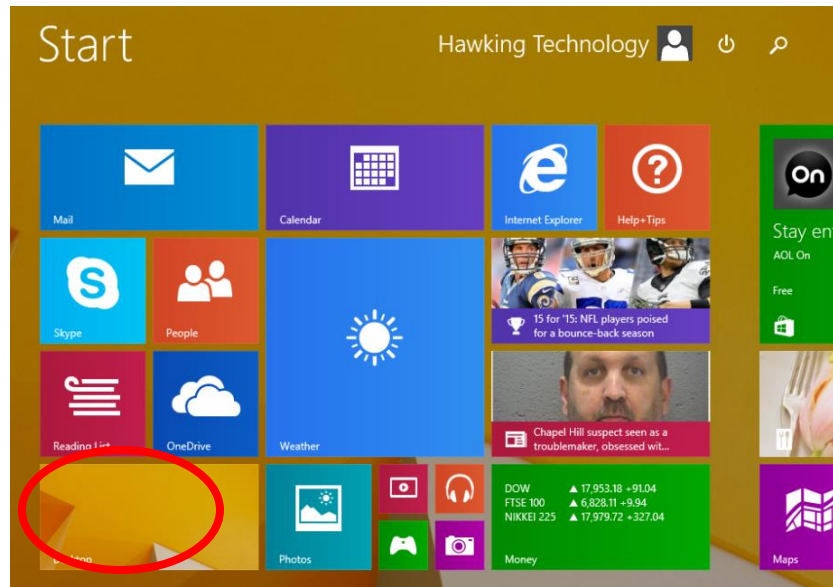 Start
Hawking Technology
Mail
Calendar
Internet Explorer
Help+Tips
On
Stay en
AOL On
Free
Skype
People
15 for '15: NFL players poised
for a bounce-back season
Reading List
OneDrive
Weather
Chapel Hill suspect seen as a
troublemaker, obsessed wit...
Desktop
Photos
DOW ▲ 17,953.18 +91.04
FTSE 100 ▲ 6,828.11 +9.94
NIKKEI 225 ▲ 17,979.72 +327.04
Money
Maps